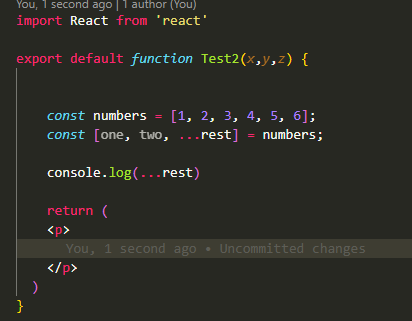 You, 1 second ago | 1 author (You)
import React from 'react'
export default function Test2(x,y,z) {
const numbers = [1, 2, 3, 4, 5, 6];
const [one, two, ...rest] = numbers;
console.log(...rest)
return (
<p>
You, 1 second ago • Uncommitted changes
</p>
)
}